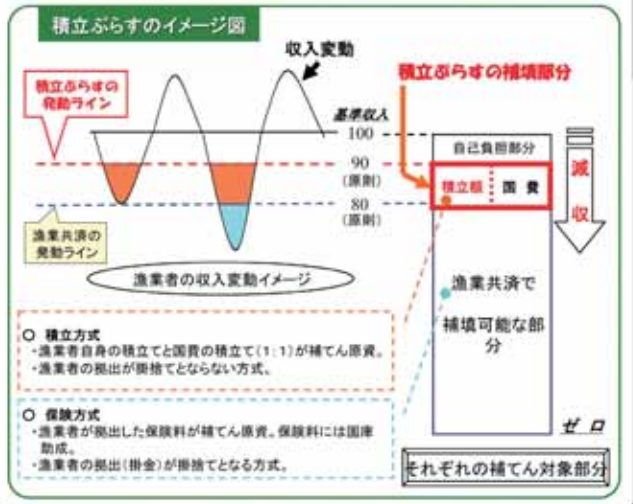 積立ぷらすのイメージ図
収入変動
積立ぷらすの
発動ライン
積立ぷらすの補填部分
基準収入
100
自己負担部分
90
(原則)
積立額
国費
減
収
80
(原則)
漁業共済の
発動ライン
漁業者の収入変動イメージ
漁業共済で
補填可能な部
分
○ 積立方式
・漁業者自身の積立てと国費の積立て(1:1)が補てん原資。
・漁業者の拠出が掛捨てとならない方式。
○ 保険方式
・漁業者が拠出した保険料が補てん原資。保険料には国庫
助成。
・漁業者の拠出(掛金)が掛捨てとなる方式。
ゼロ
それぞれの補てん対象部分